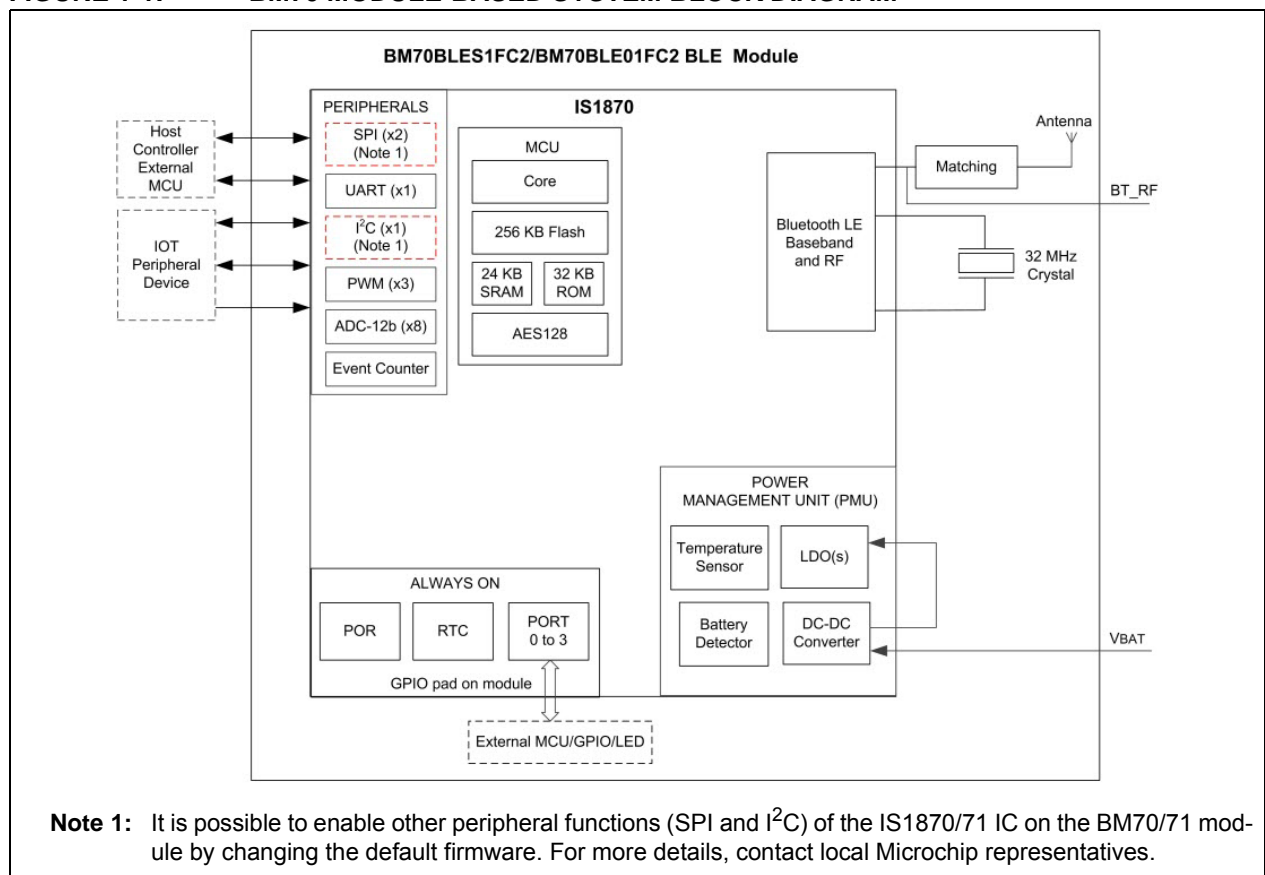 BM70BLES1FC2/BM70BLE01FC2 BLE Module
IS1870
PERIPHERALS
SPI (x2)
(Note 1)
UART (x1)
I²C (x1)
(Note 1)
PWM (x3)
ADC-12b (x8)
Event Counter
Host
Controller
External
MCU
IOT
Peripheral
Device
MCU
Core
256 KB Flash
24 KB
SRAM
32 KB
ROM
AES128
Bluetooth LE
Baseband
and RF
Matching
Antenna
BT_RF
32 MHz
Crystal
POWER
MANAGEMENT UNIT (PMU)
Temperature
Sensor
LDO(s)
Battery
Detector
DC-DC
Converter
VBAT
ALWAYS ON
POR
RTC
PORT
0 to 3
GPIO pad on module
External MCU/GPIO/LED
Note 1: It is possible to enable other peripheral functions (SPI and I²C) of the IS1870/71 IC on the BM70/71 mod-
ule by changing the default firmware. For more details, contact local Microchip representatives.